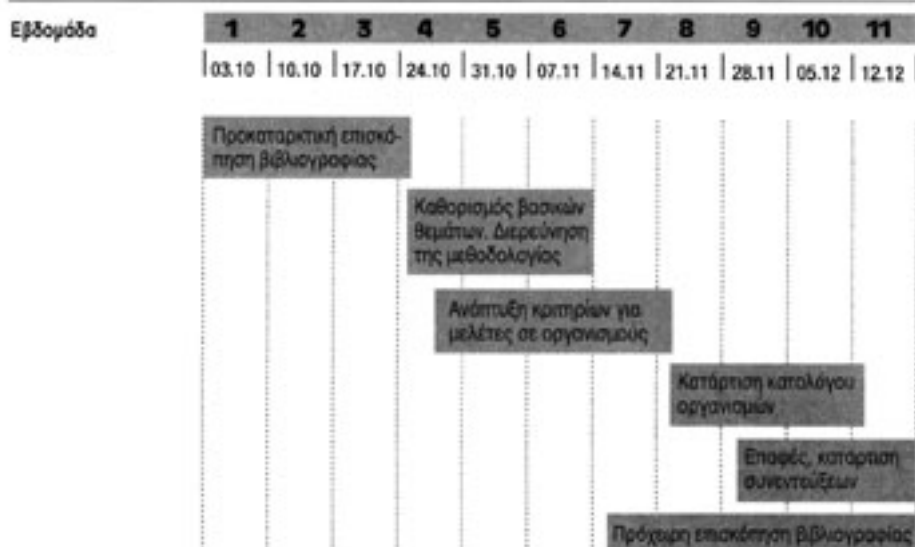 Εβδομάδα
1 2 3 4 5 6 7 8 9 10 11
03.10 10.10 17.10 24.10 31.10 07.11 14.11 21.11 28.11 05.12 12.12
Προκαταρκτική επισκό-
πηση βιβλιογραφίας
Καθορισμός βασικών
θεμάτων. Διερεύνηση
της μεθοδολογίας
Ανάπτυξη κριτηρίων για
μελέτες σε οργανισμούς
Κατάρτιση καταλόγου
οργανισμών
Επαφές, κατάρτιση
συνεντεύξεων
Πρόχειρη επισκόπηση βιβλιογραφίας